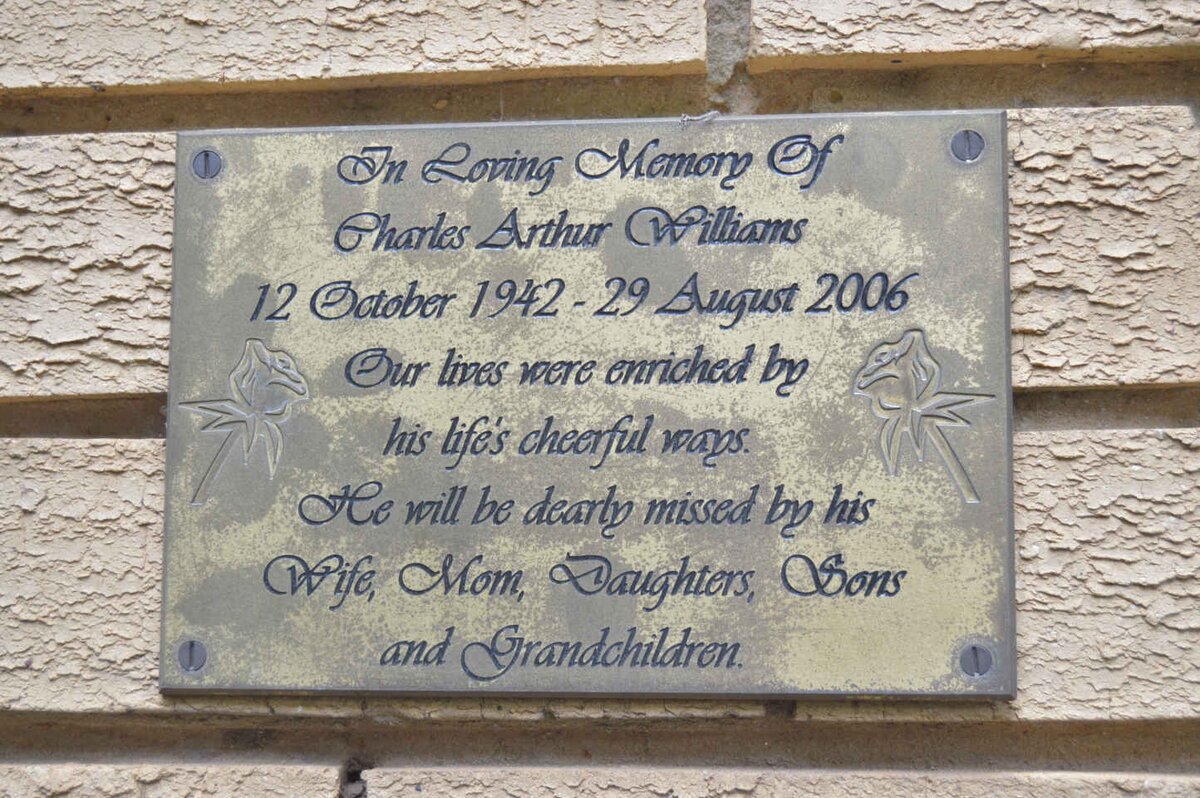 In Loving Memory Of
Charles Arthur Williams
12 October 1942 - 29 August 2006
Our lives were enriched by
his life's cheerful ways.
He will be dearly missed by his
Wife, Mom, Daughters, Sons
and Grandchildren.